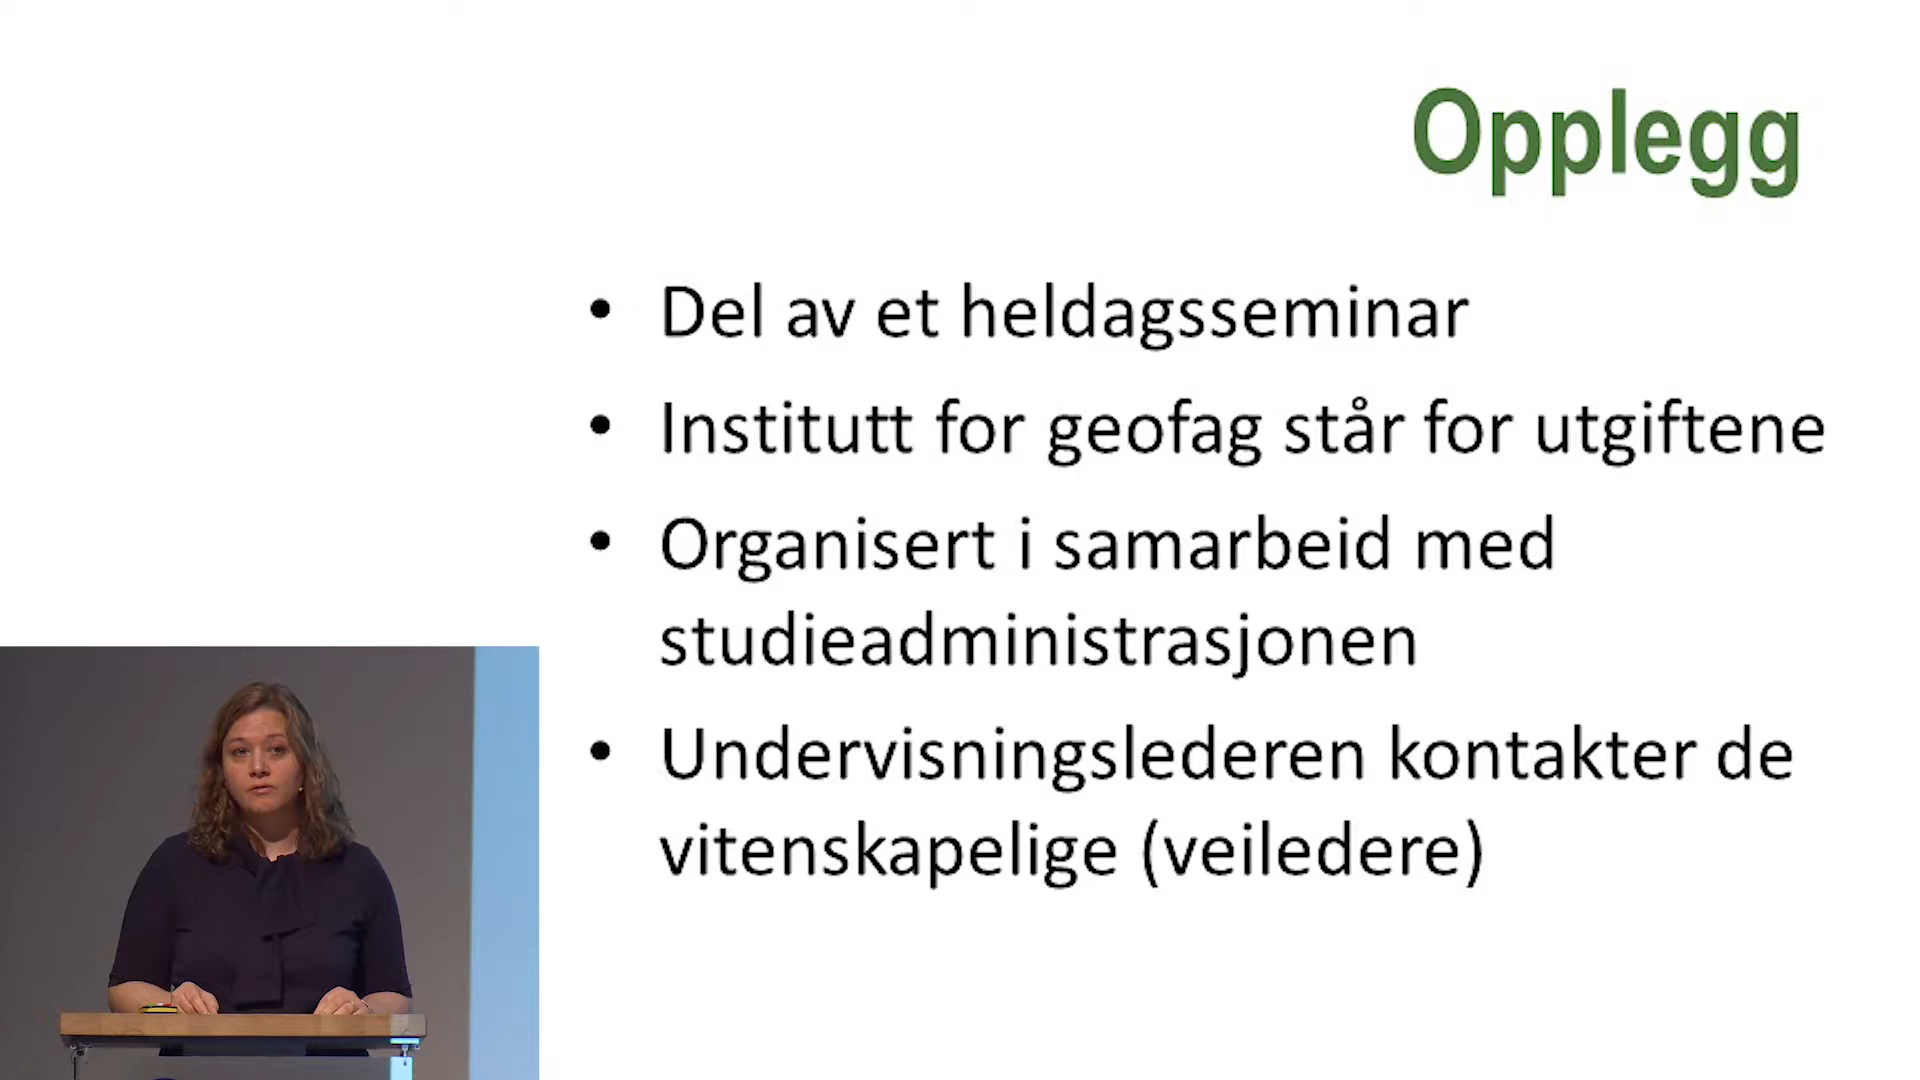 Opplegg
• Del av et heldagsseminar
• Institutt for geofag står for utgiftene
• Organisert i samarbeid med
studieadministrasjonen
• Undervisningslederen kontakter de
vitenskapelige (veiledere)